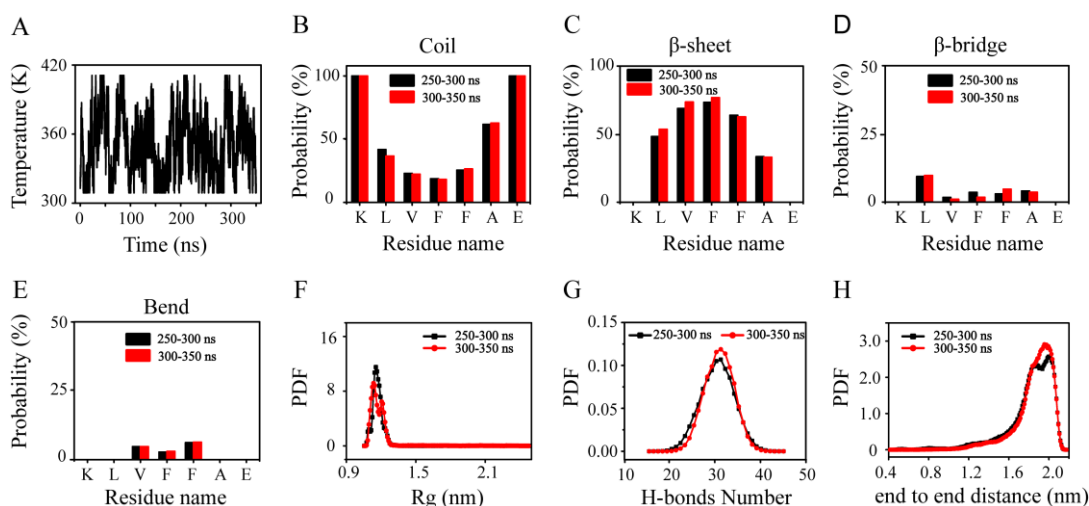 A
Temperature (K)
420
360
300
0
100
200
300
Time (ns)
B
Coil
Probability (%)
100
50
0
250-300 ns
300-350 ns
K L V F F A E
Residue name
C
β-sheet
Probability (%)
100
50
0
250-300 ns
300-350 ns
K L V F F A E
Residue name
D
β-bridge
Probability (%)
50
25
0
250-300 ns
300-350 ns
K L V F F A E
Residue name
E
Bend
Probability (%)
50
25
0
250-300 ns
300-350 ns
K L V F F A E
Residue name
F
PDF
16
8
0
250-300 ns
300-350 ns
0.9 1.5 2.1
Rg (nm)
G
PDF
0.15
0.10
0.05
0.00
250-300 ns 300-350 ns
10 20 30 40 50
H-bonds Number
H
PDF
3.0
2.0
1.0
0.0
250-300 ns
300-350 ns
0.4 0.8 1.2 1.6 2.0
end to end distance (nm)